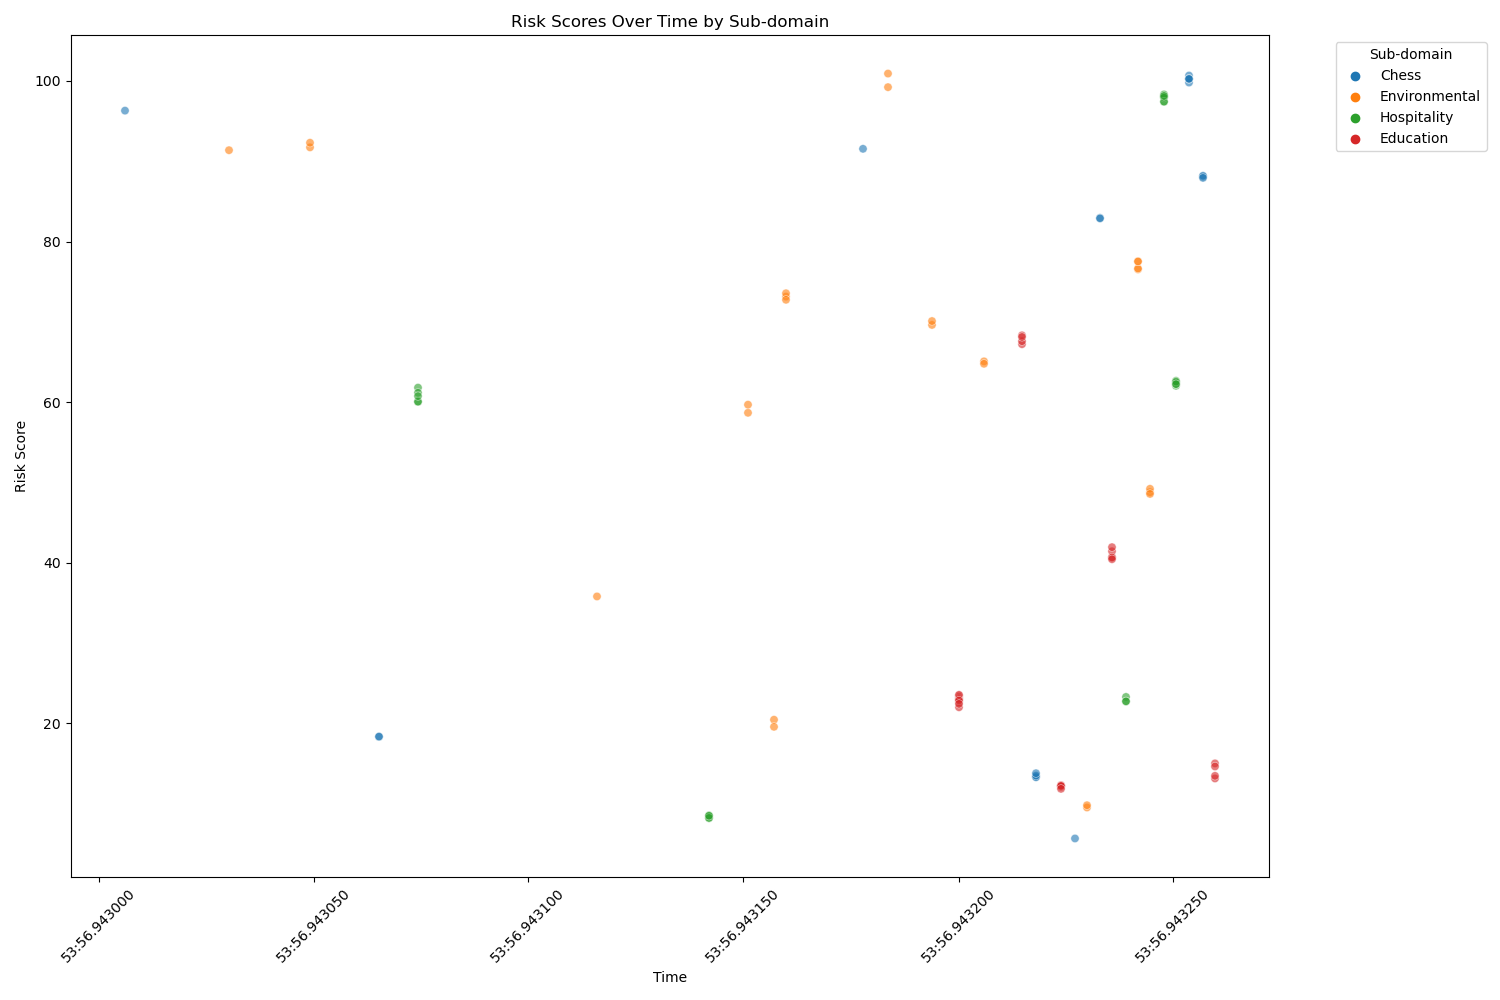 Risk Scores Over Time by Sub-domain
Sub-domain
Chess
Environmental
Hospitality
Education
Risk Score
100
80
60
40
20
53:56.943000
53:56.943050
53:56.943100
53:56.943150
53:56.943200
53:56.943250
Time